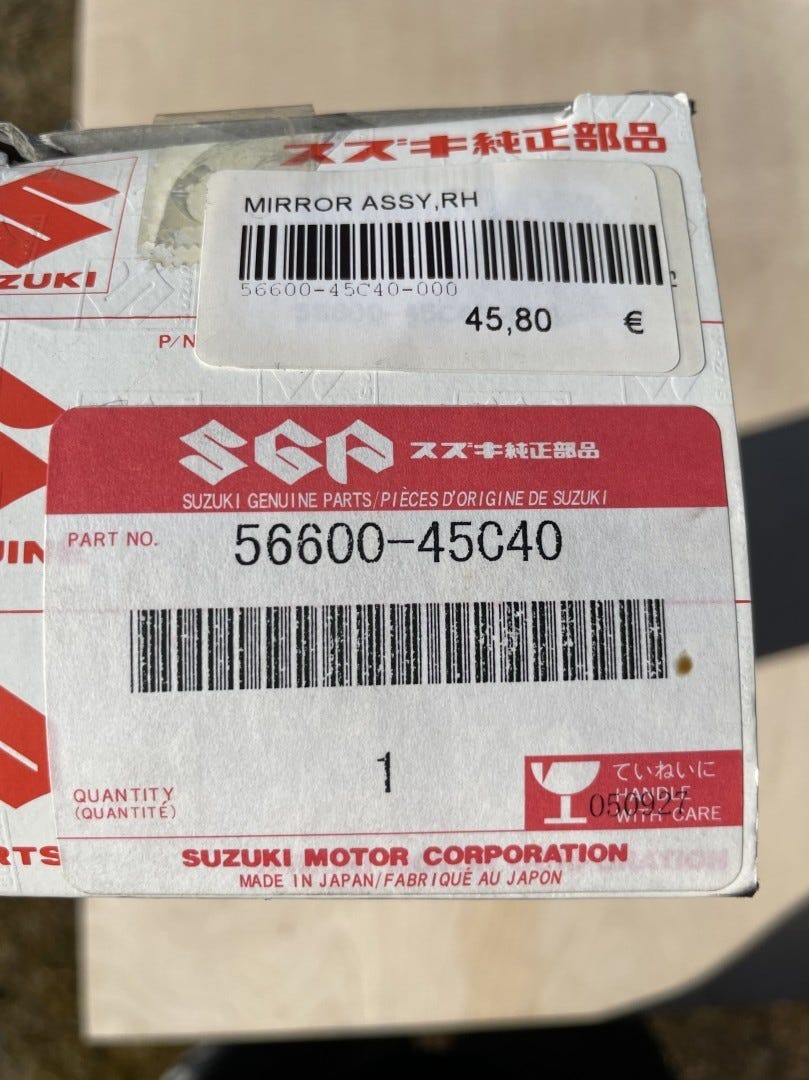 スズキ純正部品
ZUKI
MIRROR ASSY,RH
56600-45C40-000
45,80 €
P/N
SGP スズキ純正部品
SUZUKI GENUINE PARTS/PIÈCES D'ORIGINE DE SUZUKI
PART NO. 56600-45C40
1
QUANTITY
(QUANTITÉ)
ていねいに
HANDLE
WITH CARE
050927
RTS
SUZUKI MOTOR CORPORATION
MADE IN JAPAN/FABRIQUÉ AU JAPON